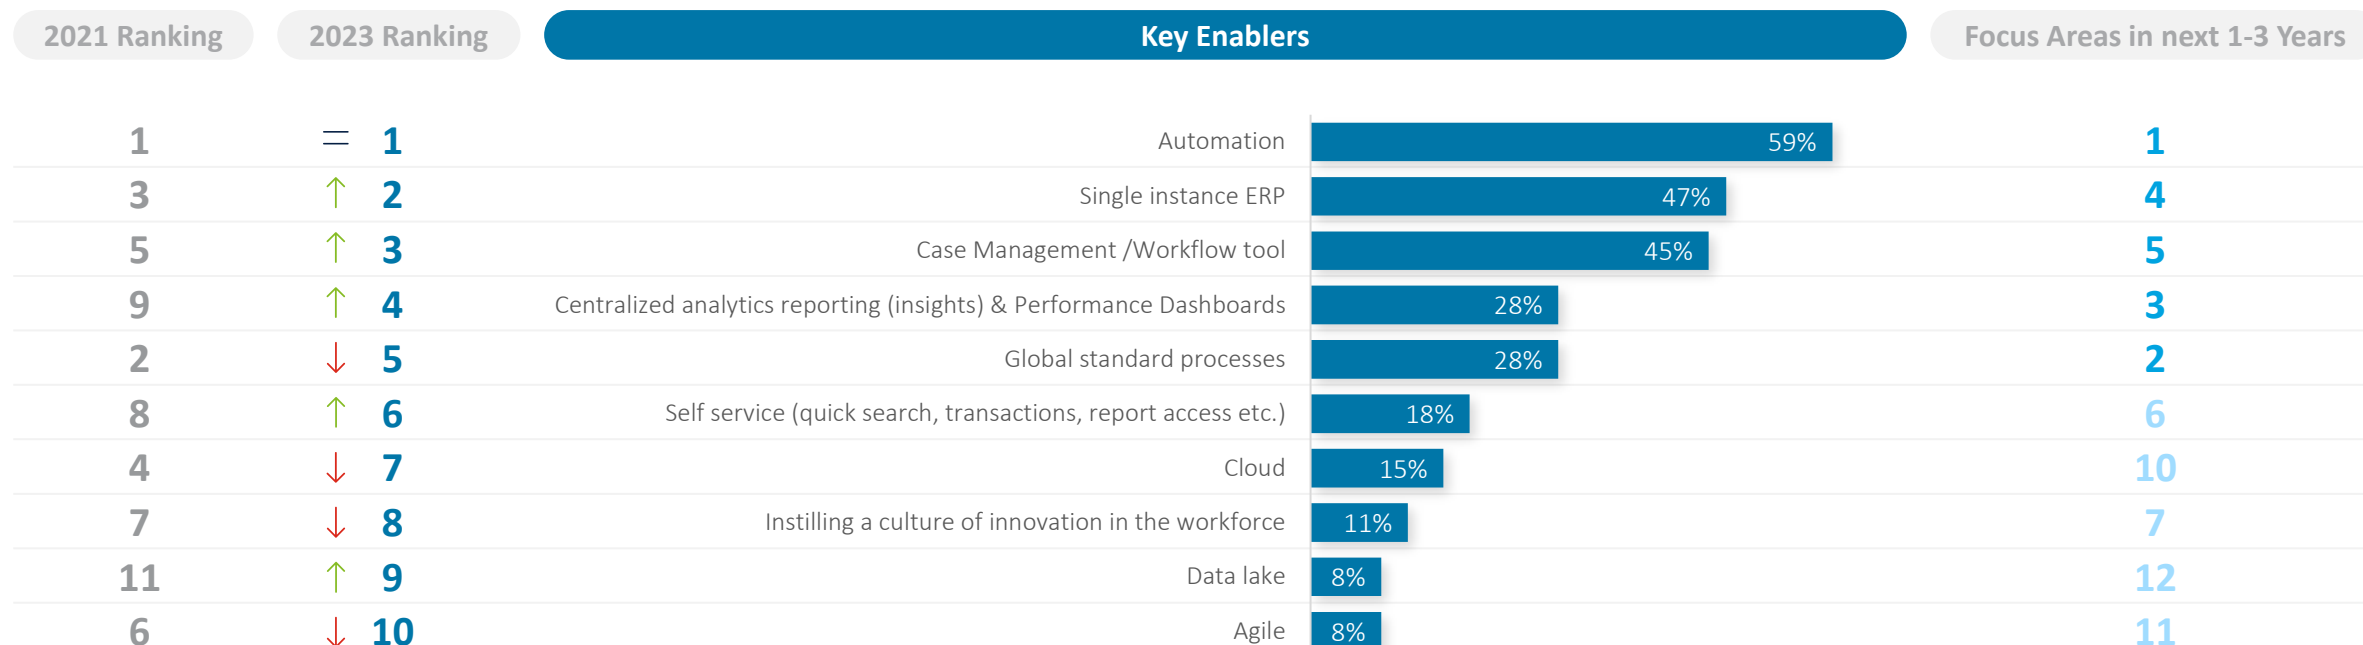 2021 Ranking 2023 Ranking Key Enablers Focus Areas in next 1-3 Years
1 = 1 Automation 59% 1
3 ↑ 2 Single instance ERP 47% 4
5 ↑ 3 Case Management /Workflow tool 45% 5
9 ↑ 4 Centralized analytics reporting (insights) & Performance Dashboards 28% 3
2 ↓ 5 Global standard processes 28% 2
8 ↑ 6 Self service (quick search, transactions, report access etc.) 18% 6
4 ↓ 7 Cloud 15% 10
7 ↓ 8 Instilling a culture of innovation in the workforce 11% 7
11 ↑ 9 Data lake 8% 12
6 ↓ 10 Agile 8% 11